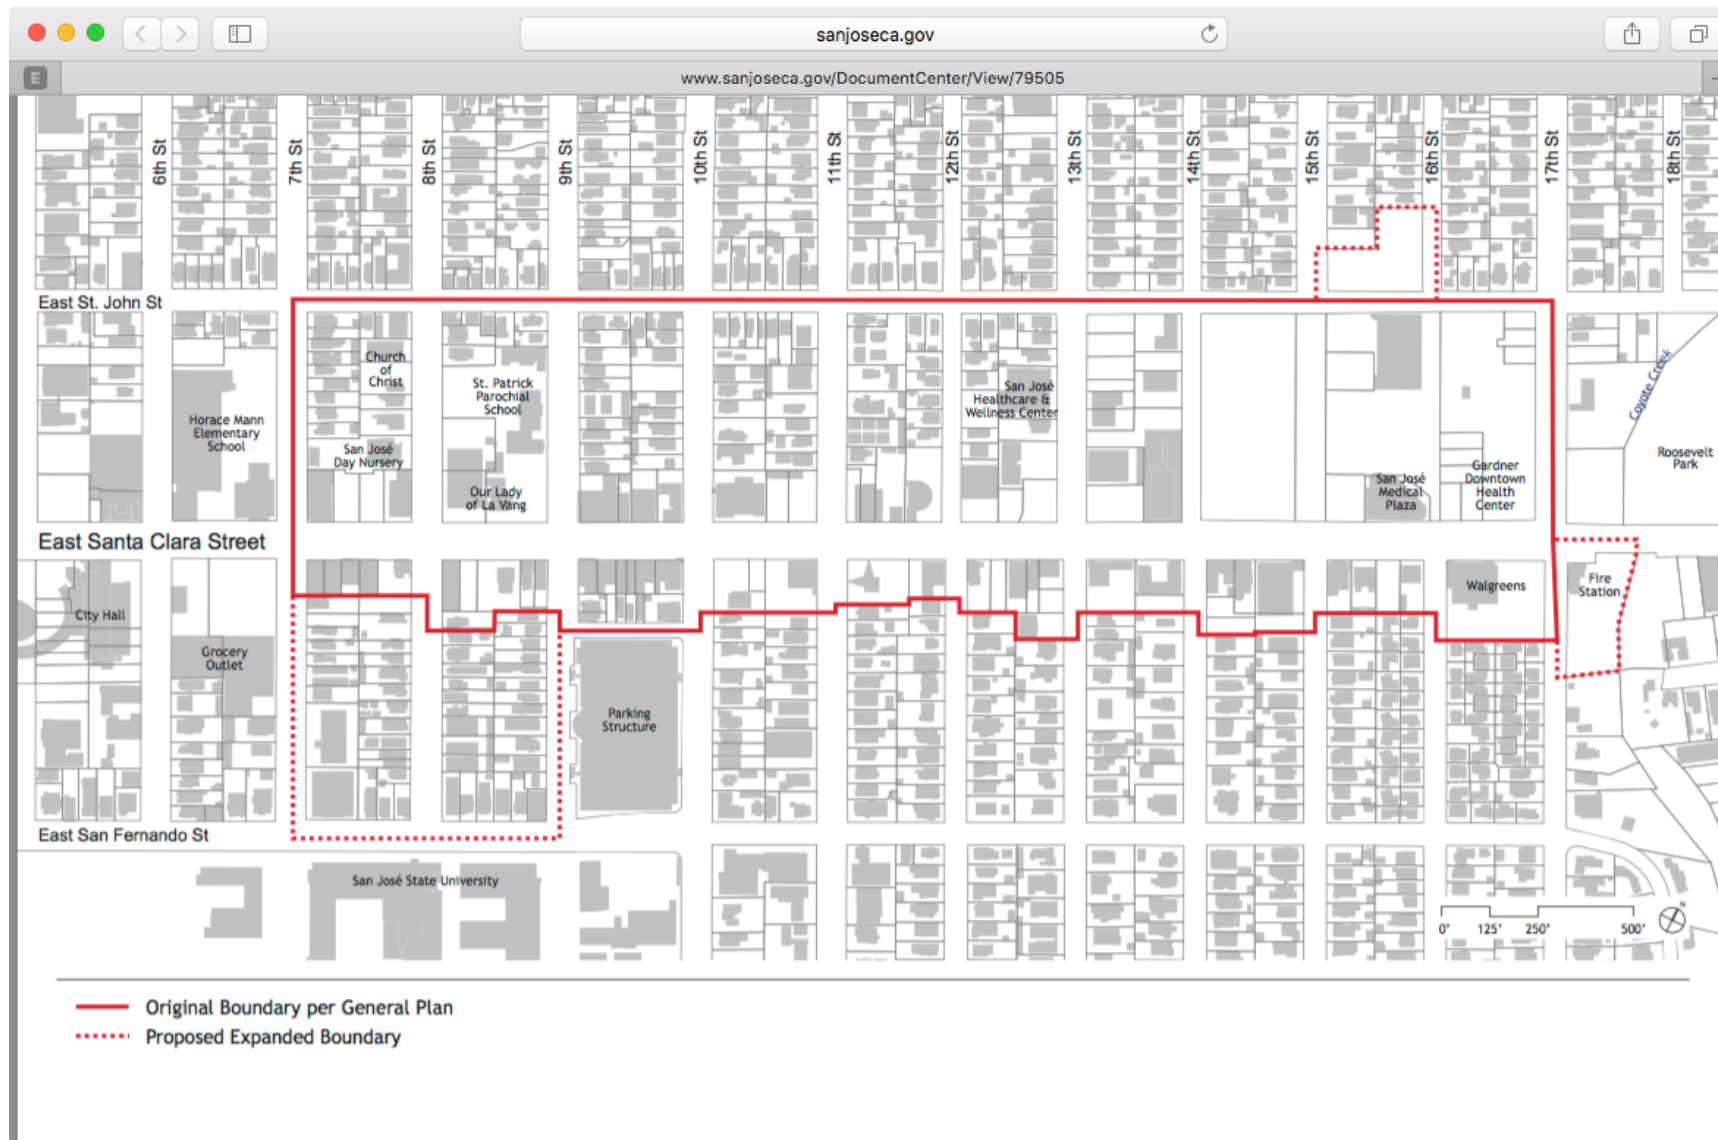 sanjoseca.gov
E
www.sanjoseca.gov/DocumentCenter/View/79505
6th St
7th St
8th St
9th St
10th St
11th St
12th St
13th St
14th St
15th St
16th St
17th St
18th St
East St. John St
Church
of
Christ
St. Patrick
Parochial
School
San José
Healthcare &
Wellness Center
Coyote Creek
Horace Mann
Elementary
School
San José
Day Nursery
Our Lady
of La Vang
San José
Medical
Plaza
Gardner
Downtown
Health
Center
Roosevelt
Park
East Santa Clara Street
City Hall
Grocery
Outlet
Walgreens
Fire
Station
Parking
Structure
East San Fernando St
San José State University
0'
125'
250'
500'
N
Original Boundary per General Plan
Proposed Expanded Boundary